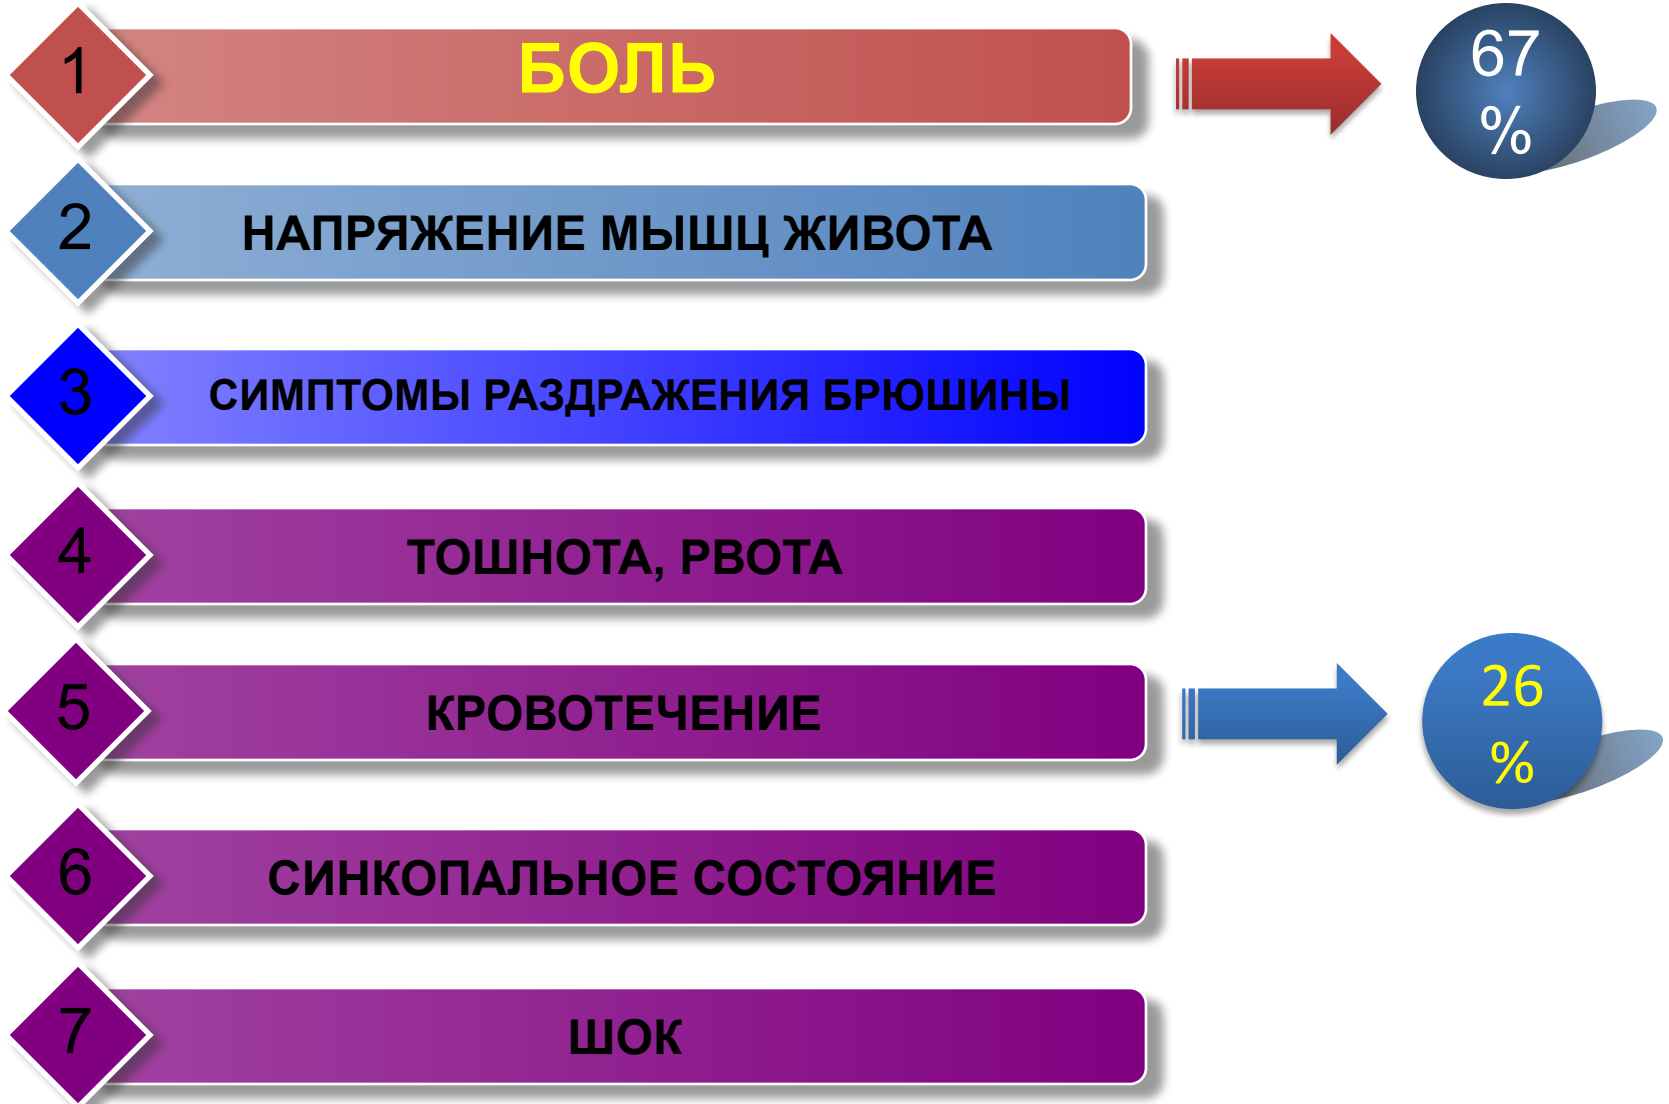 1
БОЛЬ
67
%
2
НАПРЯЖЕНИЕ МЫШЦ ЖИВОТА
3
СИМПТОМЫ РАЗДРАЖЕНИЯ БРЮШИНЫ
4
ТОШНОТА, РВОТА
5
КРОВОТЕЧЕНИЕ
26
%
6
СИНКОПАЛЬНОЕ СОСТОЯНИЕ
7
ШОК